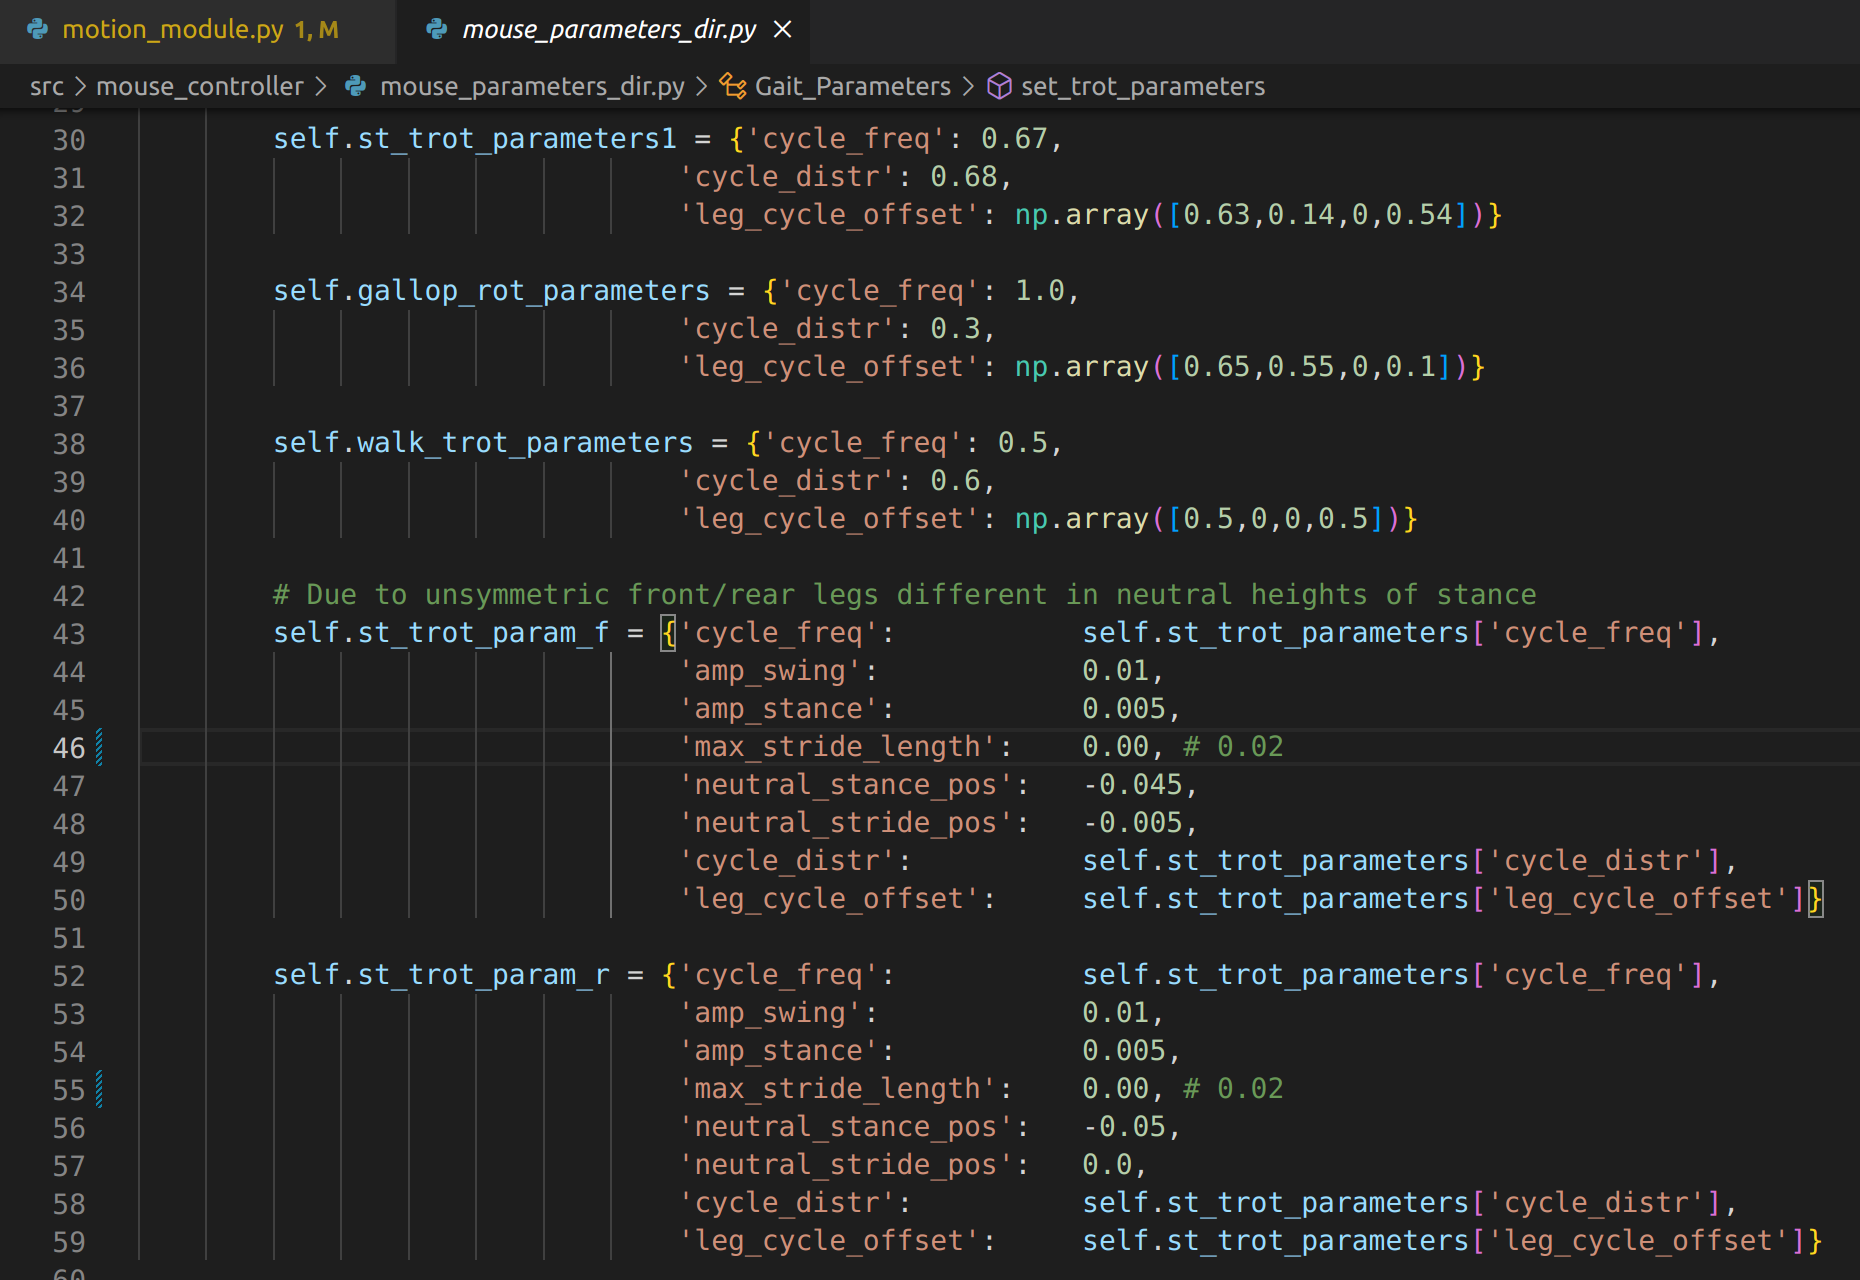 motion_module.py 1, M mouse_parameters_dir.py
src > mouse_controller > mouse_parameters_dir.py > Gait_Parameters > set_trot_parameters
30 self.st_trot_parameters1 = {'cycle_freq': 0.67,
31 'cycle_distr': 0.68,
32 'leg_cycle_offset': np.array([0.63,0.14,0,0.54])}
33
34 self.gallop_rot_parameters = {'cycle_freq': 1.0,
35 'cycle_distr': 0.3,
36 'leg_cycle_offset': np.array([0.65,0.55,0,0.1])}
37
38 self.walk_trot_parameters = {'cycle_freq': 0.5,
39 'cycle_distr': 0.6,
40 'leg_cycle_offset': np.array([0.5,0,0,0.5])}
41
42 # Due to unsymmetric front/rear legs different in neutral heights of stance
43 self.st_trot_param_f = {'cycle_freq': self.st_trot_parameters['cycle_freq'],
44 'amp_swing': 0.01,
45 'amp_stance': 0.005,
46 'max_stride_length': 0.00, # 0.02
47 'neutral_stance_pos': -0.045,
48 'neutral_stride_pos': -0.005,
49 'cycle_distr': self.st_trot_parameters['cycle_distr'],
50 'leg_cycle_offset': self.st_trot_parameters['leg_cycle_offset']}
51
52 self.st_trot_param_r = {'cycle_freq': self.st_trot_parameters['cycle_freq'],
53 'amp_swing': 0.01,
54 'amp_stance': 0.005,
55 'max_stride_length': 0.00, # 0.02
56 'neutral_stance_pos': -0.05,
57 'neutral_stride_pos': 0.0,
58 'cycle_distr': self.st_trot_parameters['cycle_distr'],
59 'leg_cycle_offset': self.st_trot_parameters['leg_cycle_offset']}